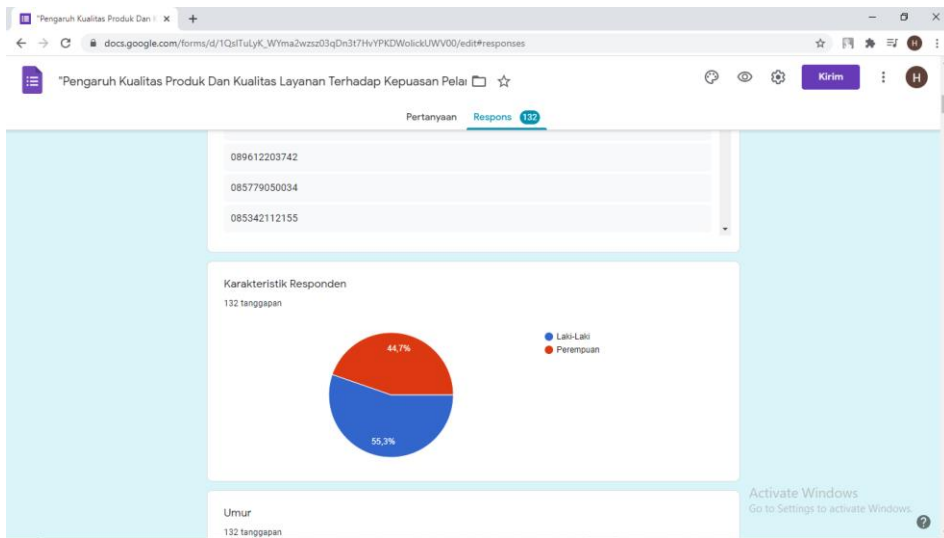 "Pengaruh Kualitas Produk Dan
docs.google.com/forms/d/1QslTuLyK_WYma2wzsz03qDn3t7HvYPKDWolickUWV00/edit#responses
H
"Pengaruh Kualitas Produk Dan Kualitas Layanan Terhadap Kepuasan Pelai
Kirim
H
Pertanyaan Respons 132
089612203742
085779050034
085342112155
Karakteristik Responden
132 tanggapan
Laki-Laki
Perempuan
44,7%
55,3%
Umur
132 tanggapan
Activate Windows
Go to Settings to activate Windows.